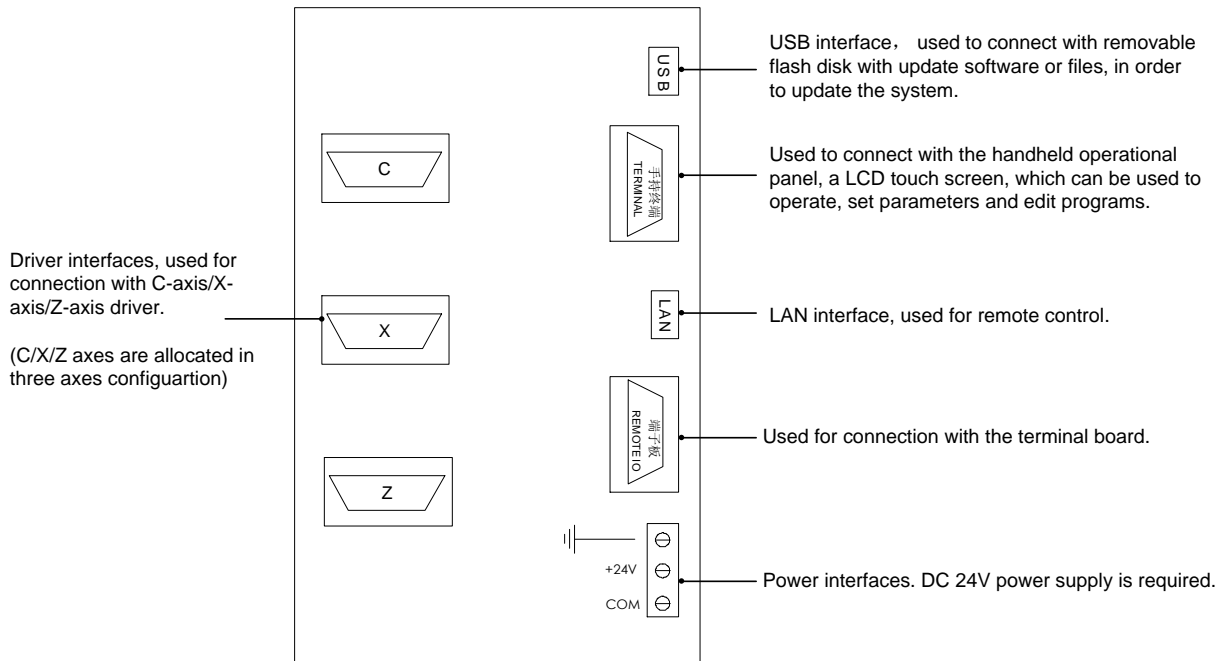 USB interface， used to connect with removable
flash disk with update software or files, in order
to update the system.
USB
C
手持终端
TERMINAL
Used to connect with the handheld operational
panel, a LCD touch screen, which can be used to
operate, set parameters and edit programs.
Driver interfaces, used for
connection with C-axis/X-
axis/Z-axis driver.
(C/X/Z axes are allocated in
three axes configuartion)
X
LAN
LAN interface, used for remote control.
端子板
REMOTE IO
Used for connection with the terminal board.
Z
+24V
COM
Power interfaces. DC 24V power supply is required.